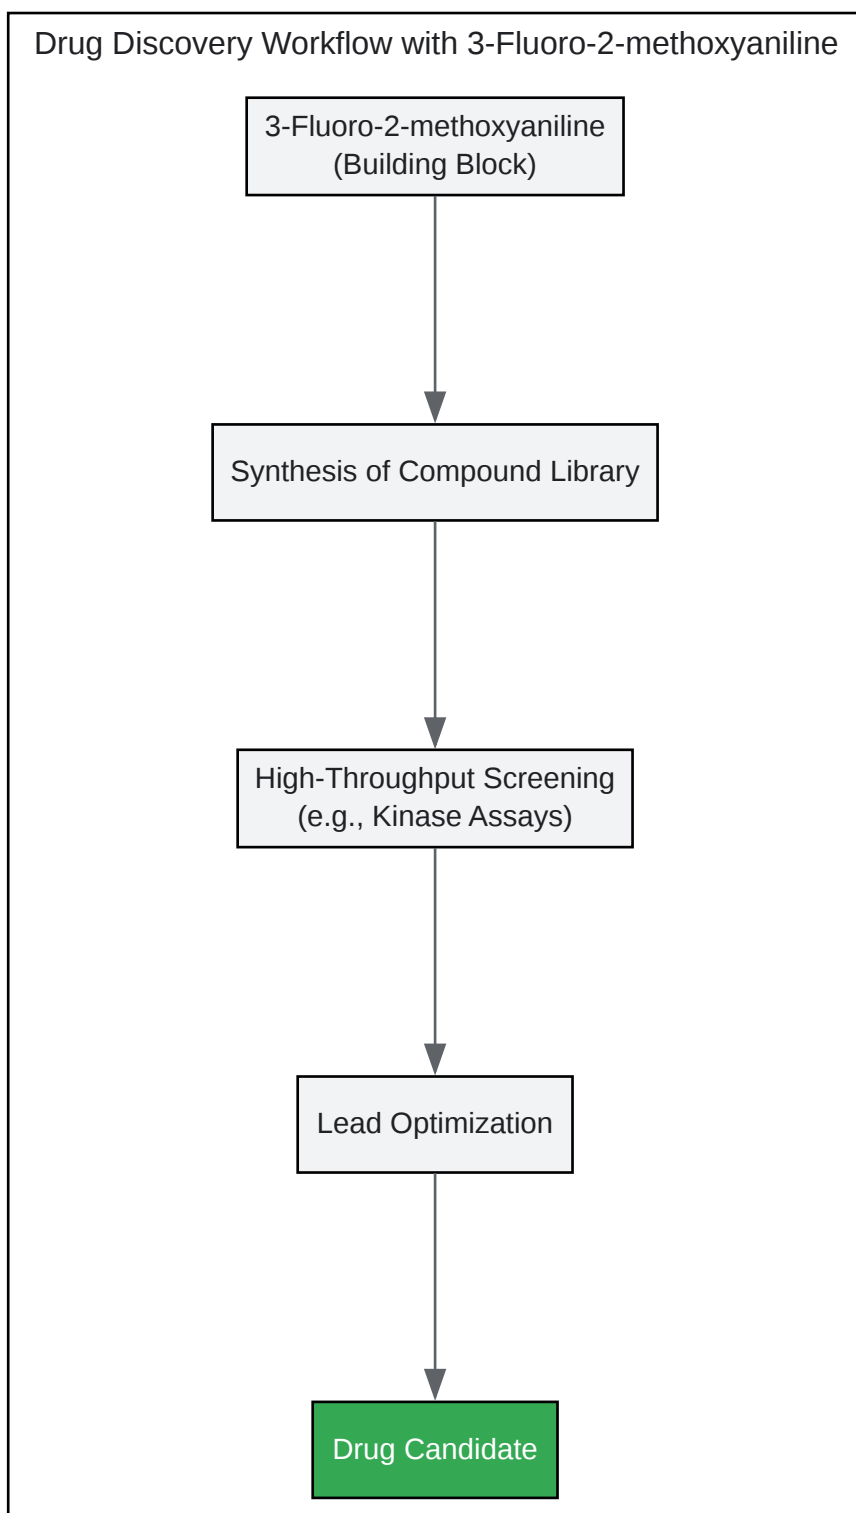 Drug Discovery Workflow with 3-Fluoro-2-methoxyaniline
3-Fluoro-2-methoxyaniline
(Building Block)
Synthesis of Compound Library
High-Throughput Screening
(e.g., Kinase Assays)
Lead Optimization
Drug Candidate